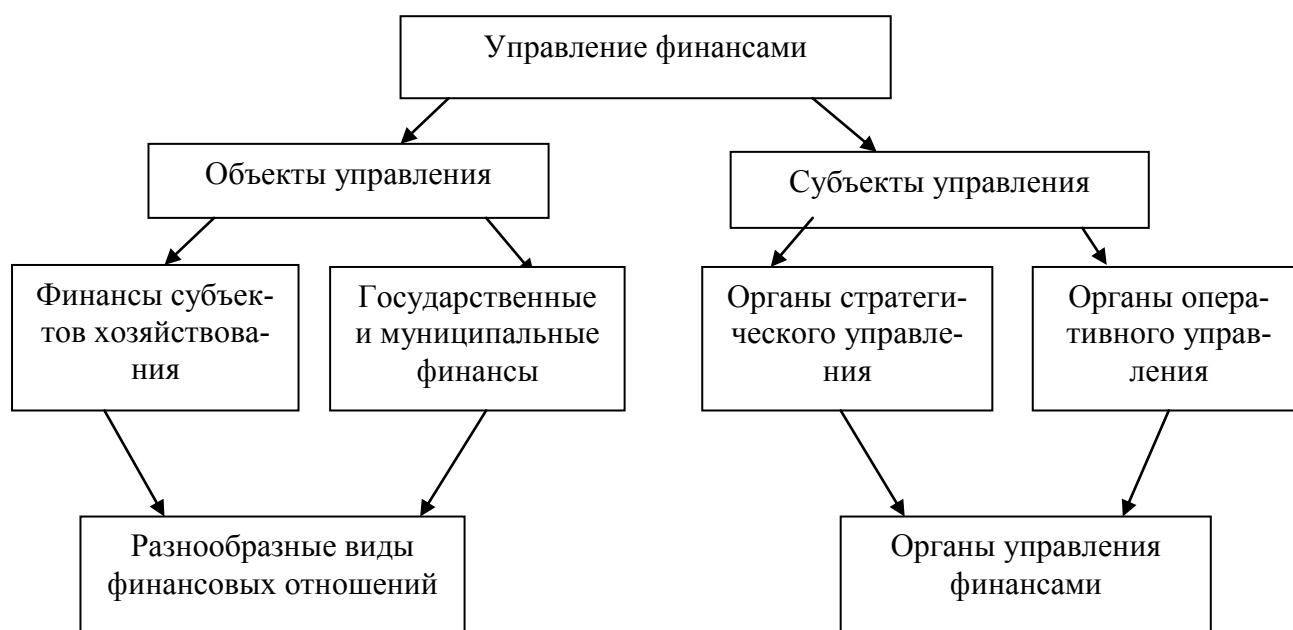 Управление финансами
Объекты управления
Субъекты управления
Финансы субъек-
тов хозяйствова-
ния
Государственные
и муниципальные
финансы
Органы стратеги-
ческого управле-
ния
Органы опера-
тивного управ-
ления
Разнообразные виды
финансовых отношений
Органы управления
финансами